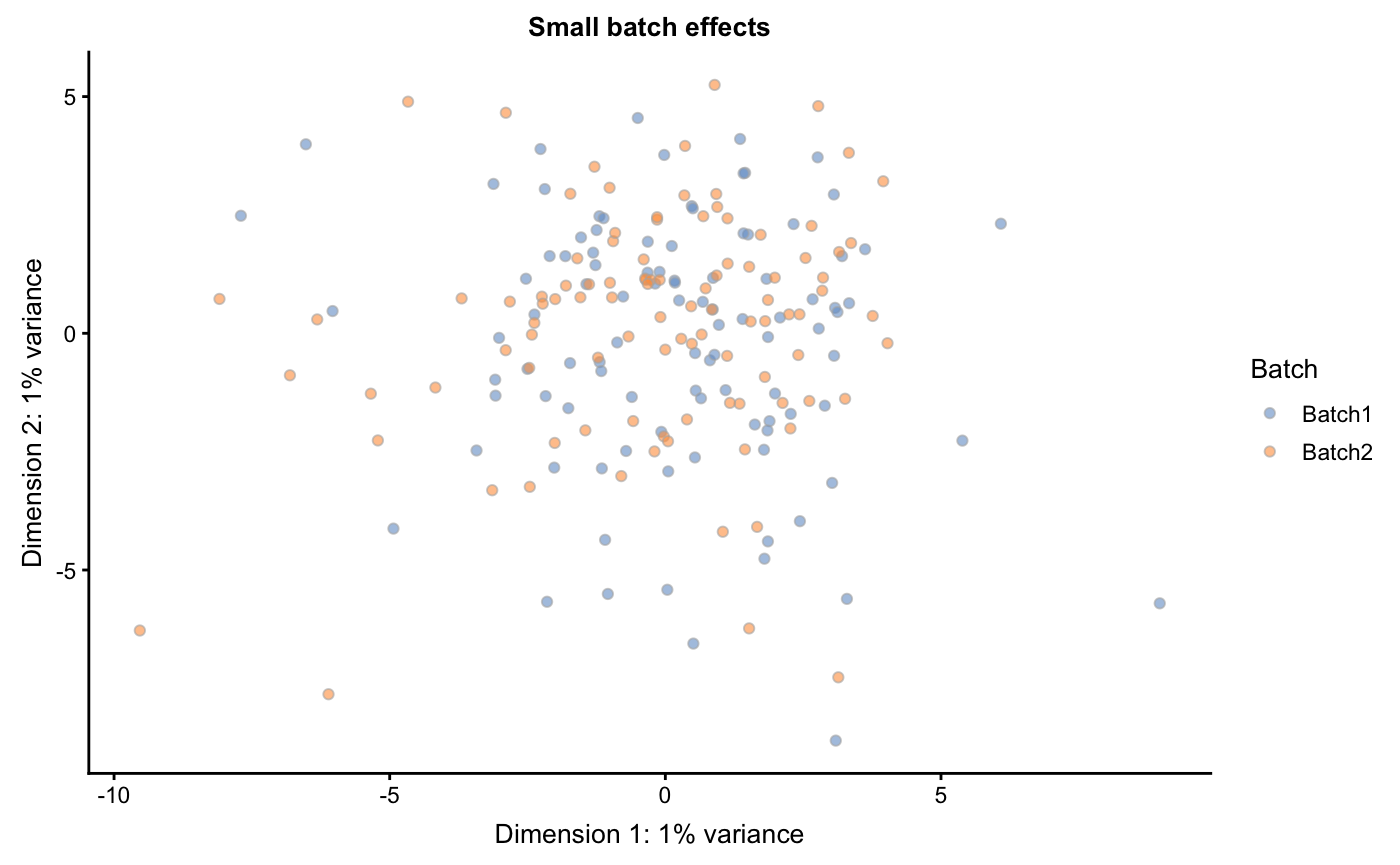 Small batch effects
Dimension 2: 1% variance
5
0
-5
-10
-5
0
5
Dimension 1: 1% variance
Batch
Batch1
Batch2